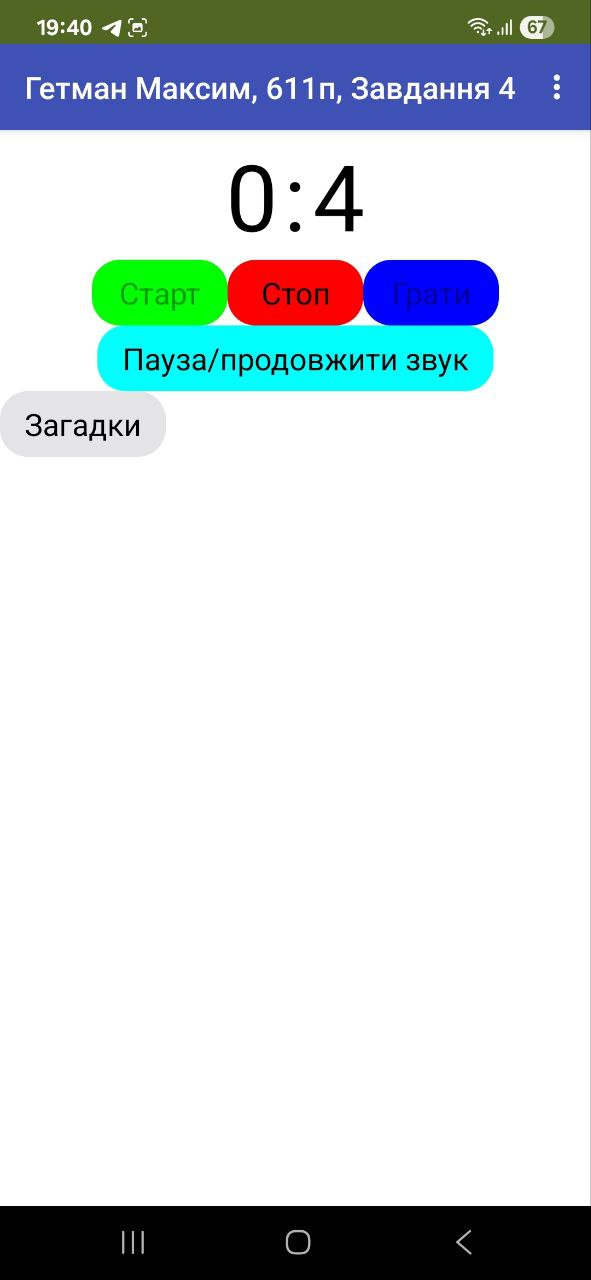 19:40
67
Гетман Максим, 611п, Завдання 4
0:4
Старт Стоп Грати
Пауза/продовжити звук
Загадки